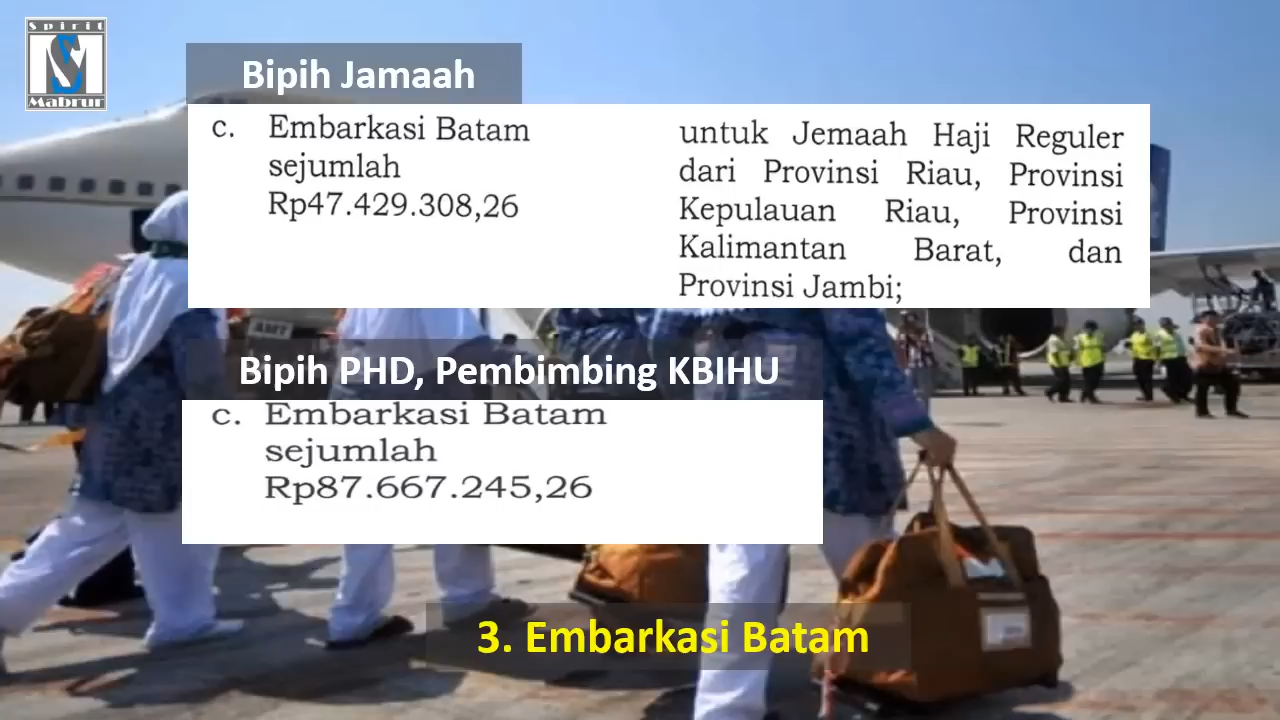 Spirit
SM
Mabrur
Bipih Jamaah
c. Embarkasi Batam
sejumlah
Rp47.429.308,26
untuk Jemaah Haji Reguler
dari Provinsi Riau, Provinsi
Kepulauan Riau, Provinsi
Kalimantan Barat, dan
Provinsi Jambi;
AMT
Bipih PHD, Pembimbing KBIHU
c. Embarkasi Batam
sejumlah
Rp87.667.245,26
3. Embarkasi Batam